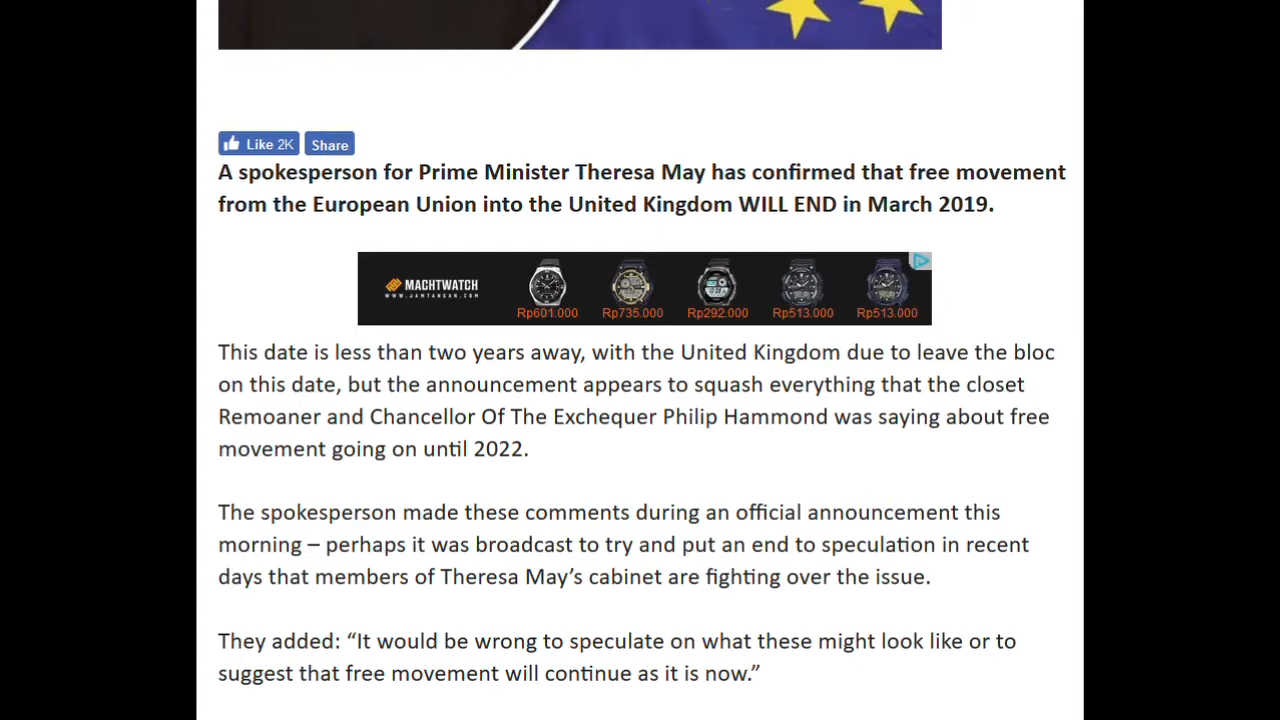 Like 2K Share
A spokesperson for Prime Minister Theresa May has confirmed that free movement
from the European Union into the United Kingdom WILL END in March 2019.
MACHTWATCH
WWW.JAMTANGAN.COM
Rp601.000 Rp735.000 Rp292.000 Rp513.000 Rp513.000
This date is less than two years away, with the United Kingdom due to leave the bloc
on this date, but the announcement appears to squash everything that the closet
Remoaner and Chancellor Of The Exchequer Philip Hammond was saying about free
movement going on until 2022.
The spokesperson made these comments during an official announcement this
morning – perhaps it was broadcast to try and put an end to speculation in recent
days that members of Theresa May’s cabinet are fighting over the issue.
They added: “It would be wrong to speculate on what these might look like or to
suggest that free movement will continue as it is now.”